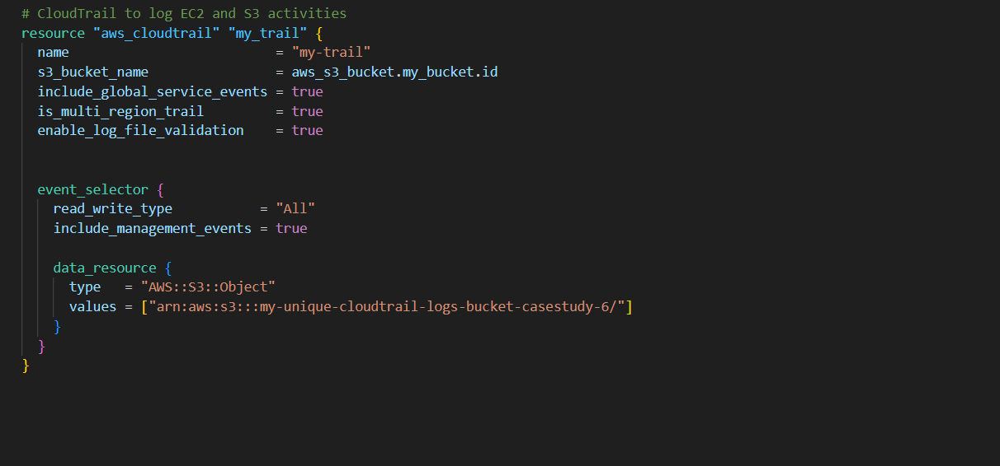 # CloudTrail to log EC2 and S3 activities
resource "aws_cloudtrail" "my_trail" {
  name                          = "my-trail"
  s3_bucket_name                = aws_s3_bucket.my_bucket.id
  include_global_service_events = true
  is_multi_region_trail         = true
  enable_log_file_validation    = true
  event_selector {
    read_write_type           = "All"
    include_management_events = true
    data_resource {
      type   = "AWS::S3::Object"
      values = ["arn:aws:s3:::my-unique-cloudtrail-logs-bucket-casestudy-6/"]
    }
  }
}